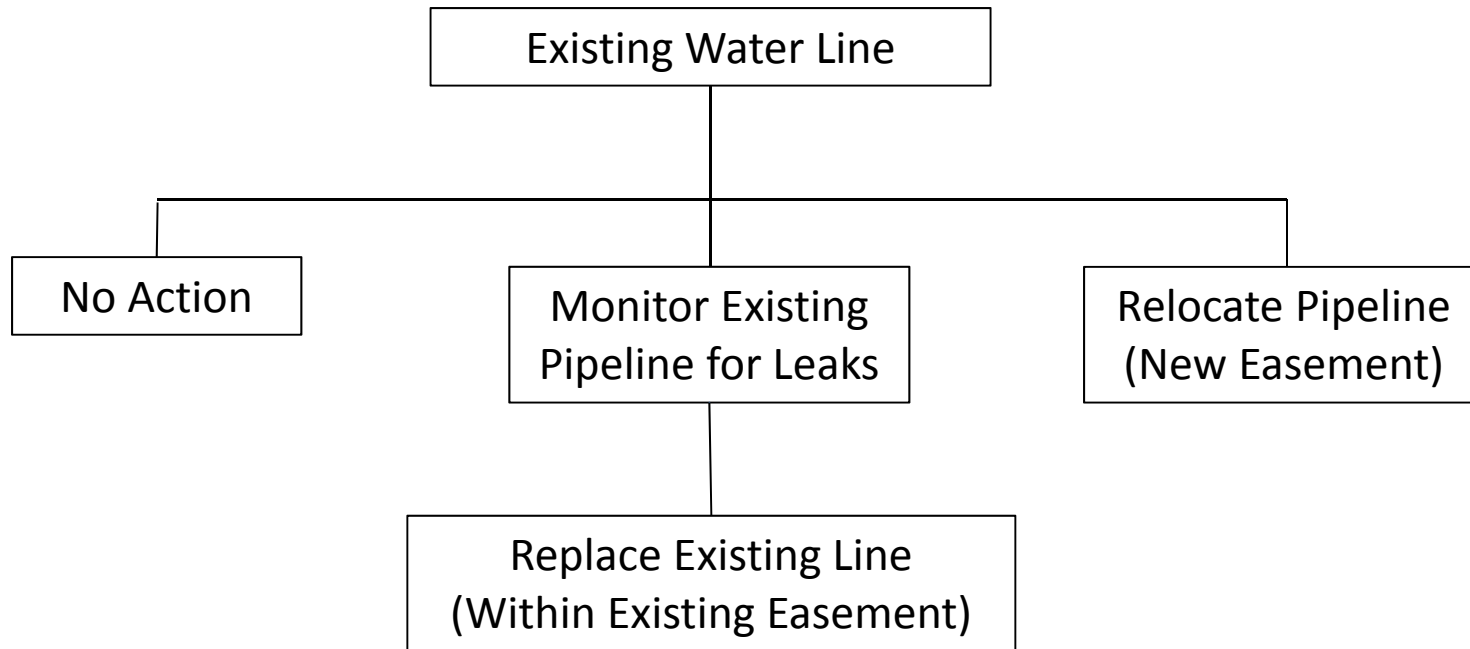 Existing Water Line
No Action
Monitor Existing
Pipeline for Leaks
Relocate Pipeline
(New Easement)
Replace Existing Line
(Within Existing Easement)